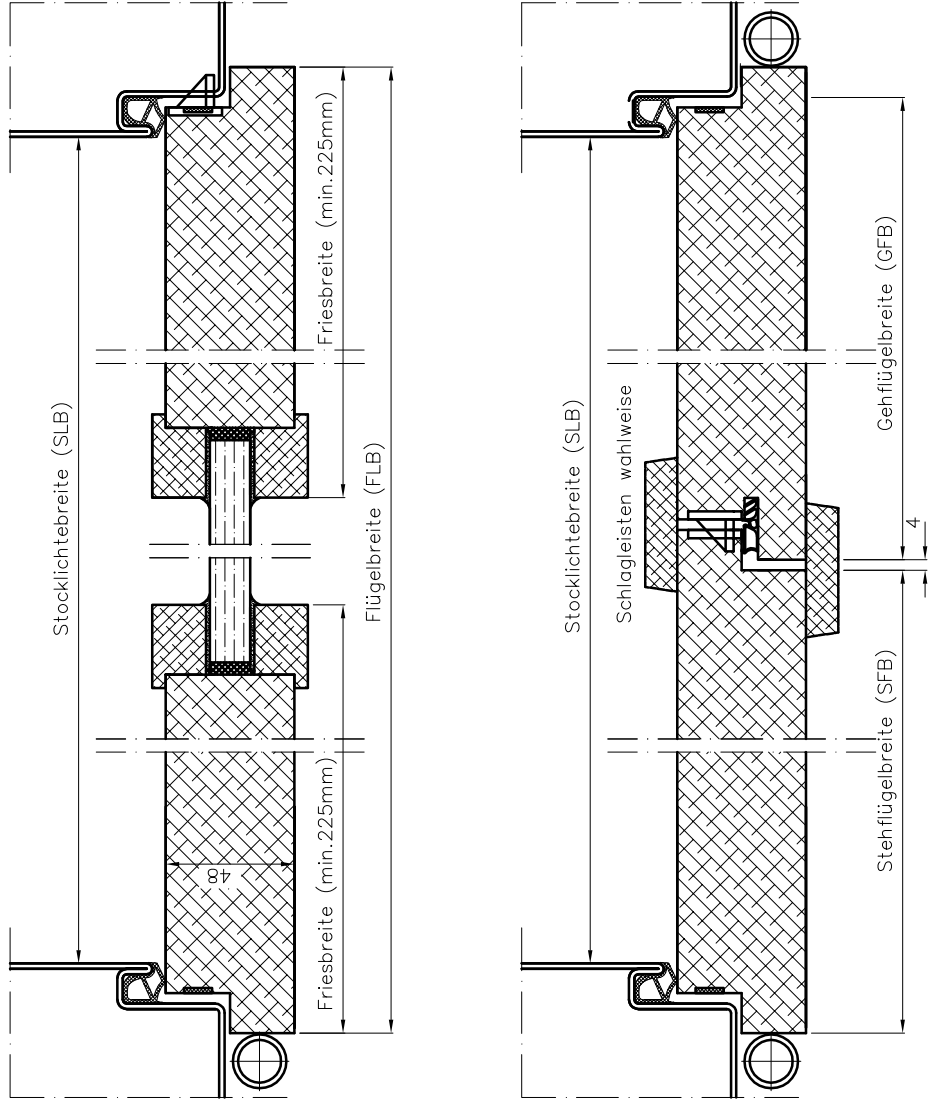 Stocklichtebreite (SLB)
48
Friesbreite (min.225mm)
Friesbreite (min.225mm)
Flügelbreite (FLB)
Stocklichtebreite (SLB)
Schlagleisten wahlweise
Stehflügelbreite (SFB)
Gehflügelbreite (GFB)
4